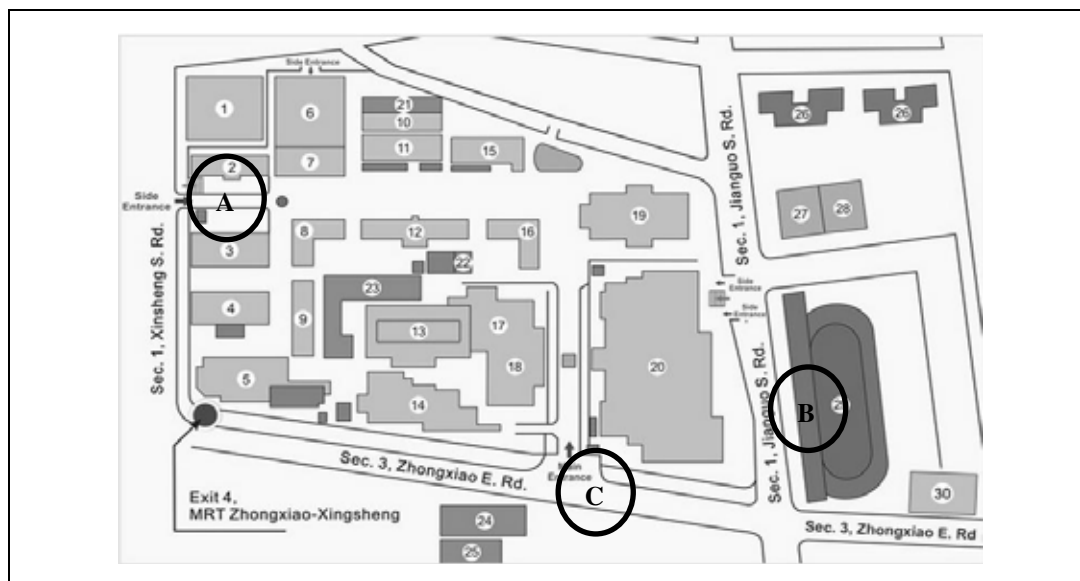 Side Entrance
1
6
21
10
11
15
26
26
2
7
Side
Entrance
A
3
8
12
16
19
27
28
Sec. 1, Jianguo S. Rd.
22
23
4
9
13
17
18
20
Side
Entrance
Side
Entrance
Sec. 1, Xinsheng S. Rd.
5
14
B
Sec. 1, Jianguo S. Rd.
Sec. 3, Zhongxiao E. Rd.
Main
Entrance
C
Exit 4,
MRT Zhongxiao-Xingsheng
24
25
30
Sec. 3, Zhongxiao E. Rd